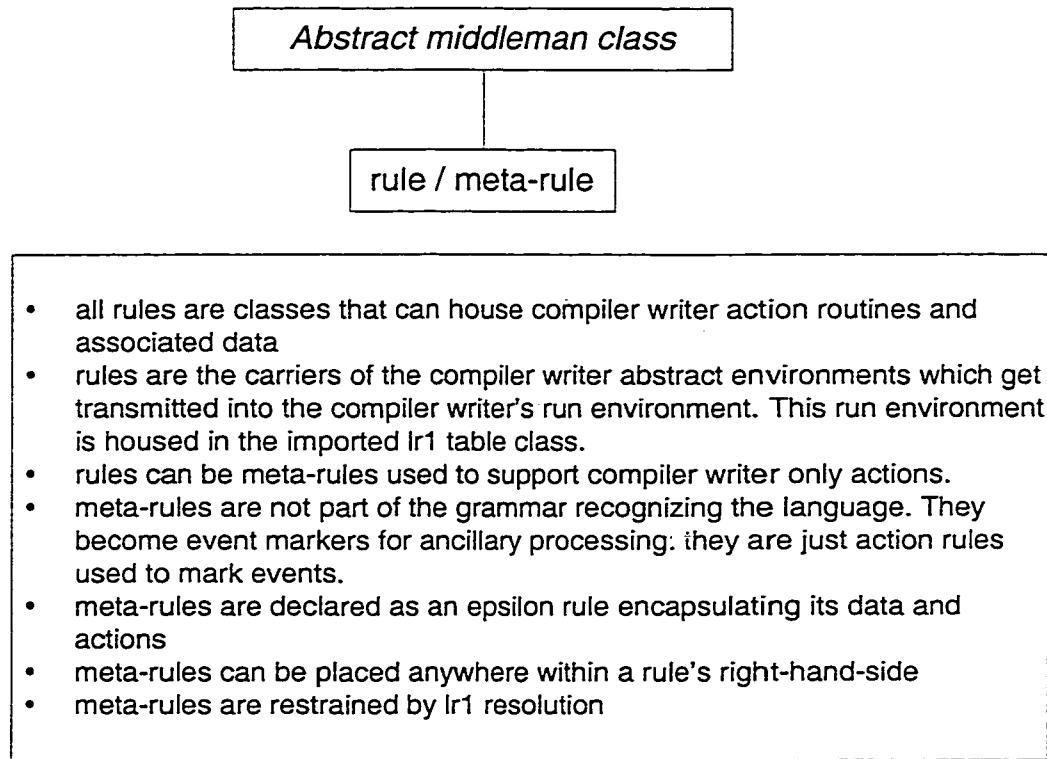 Abstract middleman class
rule / meta-rule
• all rules are classes that can house compiler writer action routines and
associated data
• rules are the carriers of the compiler writer abstract environments which get
transmitted into the compiler writer's run environment. This run environment
is housed in the imported lr1 table class.
• rules can be meta-rules used to support compiler writer only actions.
• meta-rules are not part of the grammar recognizing the language. They
become event markers for ancillary processing: they are just action rules
used to mark events.
• meta-rules are declared as an epsilon rule encapsulating its data and
actions
• meta-rules can be placed anywhere within a rule's right-hand-side
• meta-rules are restrained by lr1 resolution